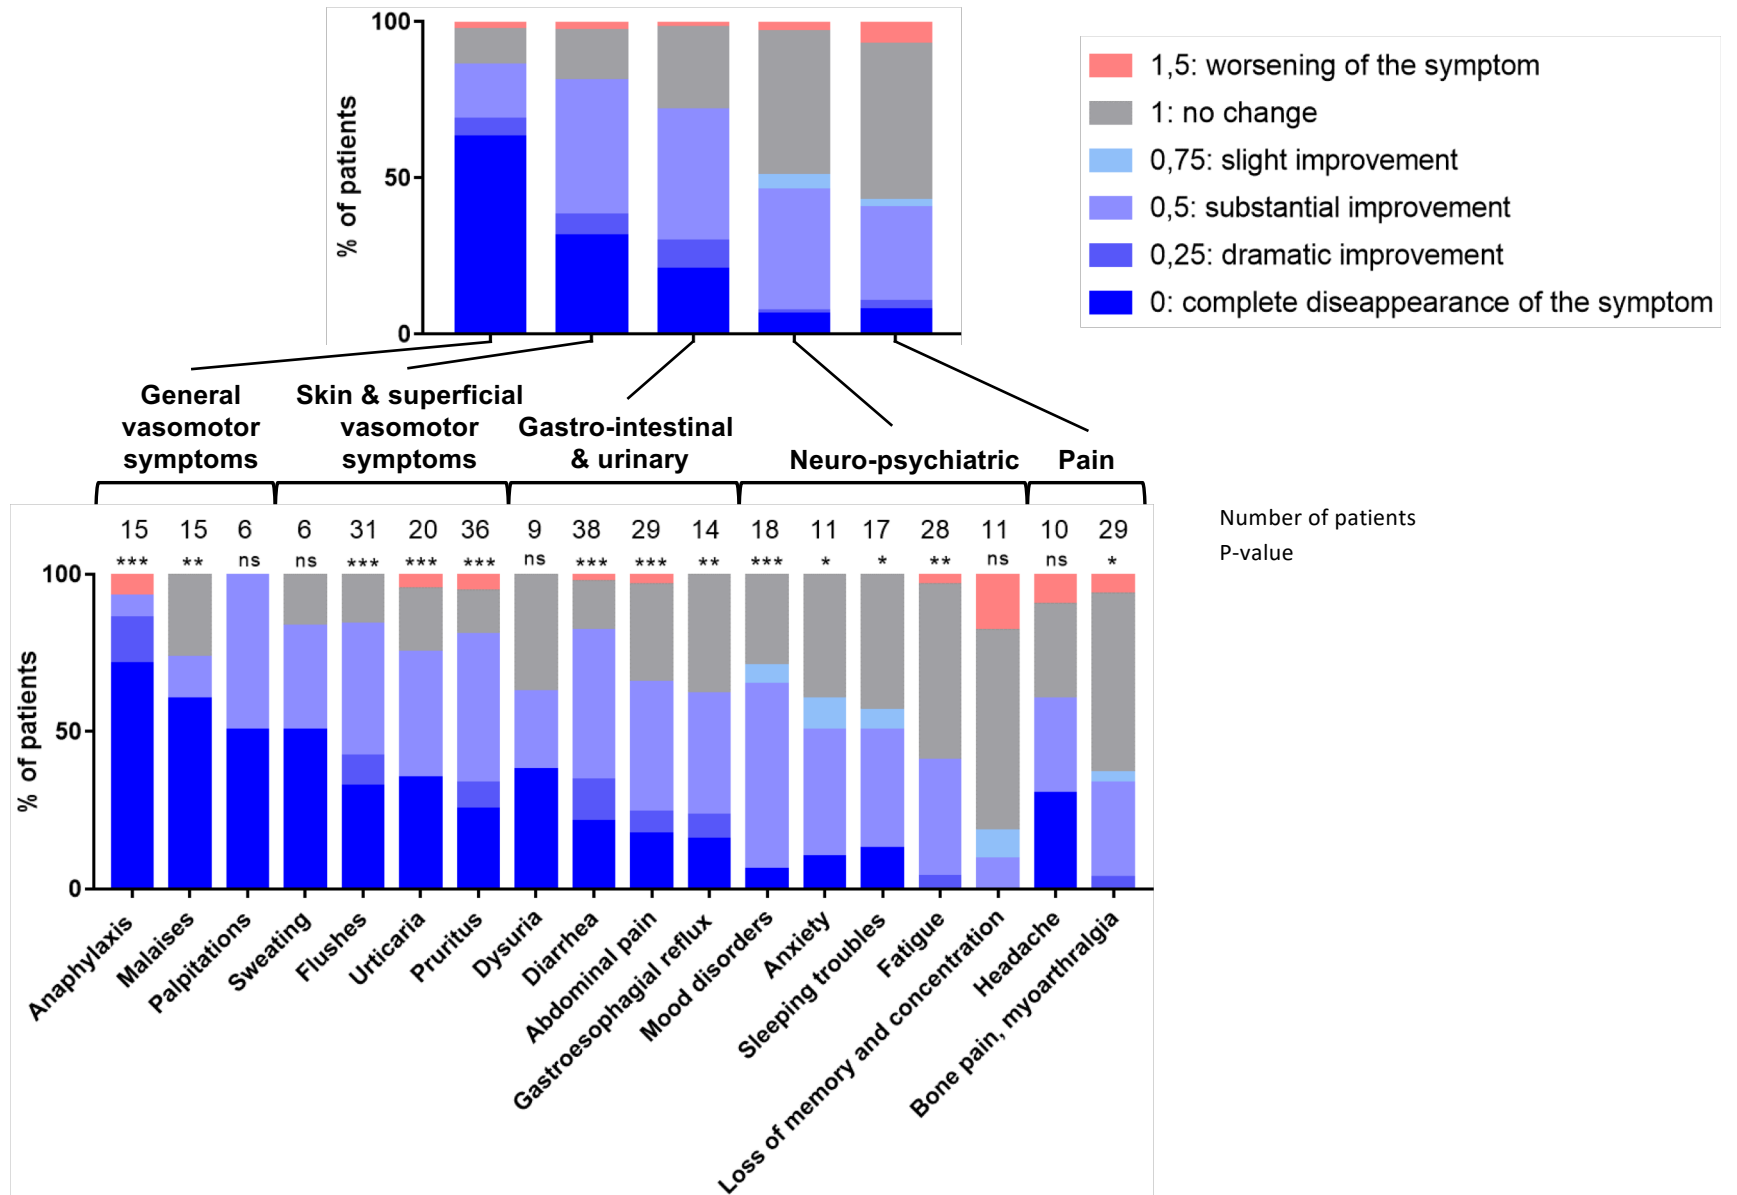 100
50
0
% of patients
1,5: worsening of the symptom
1: no change
0,75: slight improvement
0,5: substantial improvement
0,25: dramatic improvement
0: complete diseappearance of the symptom
General
vasomotor
symptoms
Skin & superficial
vasomotor
symptoms
Gastro-intestinal
& urinary
Neuro-psychiatric
Pain
15 15 6 6 31 20 36 9 38 29 14 18 11 17 28 11 10 29
Number of patients
*** ** ns ns *** *** *** ns *** *** ** *** * * ** ns ns *
P-value
100
50
0
% of patients
Anaphylaxis
Malaises
Palpitations
Sweating
Flushes
Urticaria
Pruritus
Dysuria
Diarrhea
Abdominal pain
Gastroesophagial reflux
Mood disorders
Anxiety
Sleeping troubles
Fatigue
Loss of memory and concentration
Headache
Bone pain, myoarthralgia